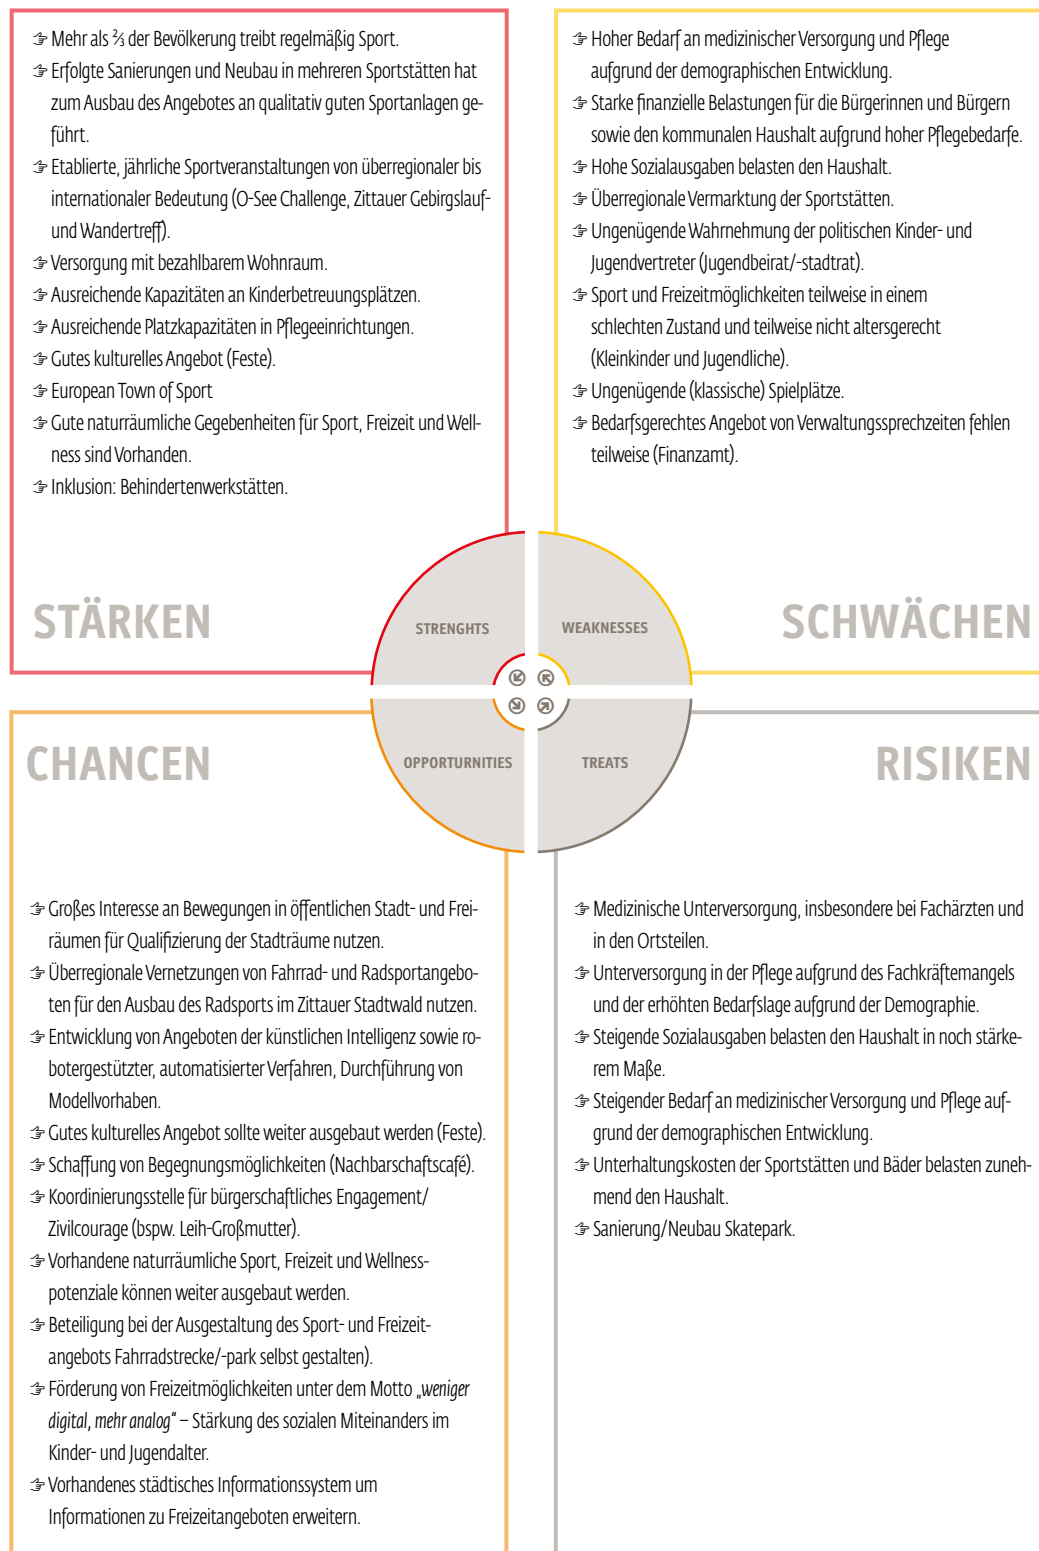 ☞ Mehr als ⅔ der Bevölkerung treibt regelmäßig Sport.
☞ Erfolgte Sanierungen und Neubau in mehreren Sportstätten hat
zum Ausbau des Angebotes an qualitativ guten Sportanlagen ge-
führt.
☞ Etablierte, jährliche Sportveranstaltungen von überregionaler bis
internationaler Bedeutung (O-See Challenge, Zittauer Gebirgslauf-
und Wandertreff).
☞ Versorgung mit bezahlbarem Wohnraum.
☞ Ausreichende Kapazitäten an Kinderbetreuungsplätzen.
☞ Ausreichende Platzkapazitäten in Pflegeeinrichtungen.
☞ Gutes kulturelles Angebot (Feste).
☞ European Town of Sport
☞ Gute naturräumliche Gegebenheiten für Sport, Freizeit und Well-
ness sind Vorhanden.
☞ Inklusion: Behindertenwerkstätten.
STÄRKEN
STRENGHTS
☞ Hoher Bedarf an medizinischer Versorgung und Pflege
aufgrund der demographischen Entwicklung.
☞ Starke finanzielle Belastungen für die Bürgerinnen und Bürgern
sowie den kommunalen Haushalt aufgrund hoher Pflegebedarfe.
☞ Hohe Sozialausgaben belasten den Haushalt.
☞ Überregionale Vermarktung der Sportstätten.
☞ Ungenügende Wahrnehmung der politischen Kinder- und
Jugendvertreter (Jugendbeirat/-stadtrat).
☞ Sport und Freizeitmöglichkeiten teilweise in einem
schlechten Zustand und teilweise nicht altersgerecht
(Kleinkinder und Jugendliche).
☞ Ungenügende (klassische) Spielplätze.
☞ Bedarfsgerechtes Angebot von Verwaltungssprechzeiten fehlen
teilweise (Finanzamt).
WEAKNESSES
SCHWÄCHEN
CHANCEN
OPPORTURNITIES
☞ Großes Interesse an Bewegungen in öffentlichen Stadt- und Frei-
räumen für Qualifizierung der Stadträume nutzen.
☞ Überregionale Vernetzungen von Fahrrad- und Radsportangebo-
ten für den Ausbau des Radsports im Zittauer Stadtwald nutzen.
☞ Entwicklung von Angeboten der künstlichen Intelligenz sowie ro-
botergestützter, automatisierter Verfahren, Durchführung von
Modellvorhaben.
☞ Gutes kulturelles Angebot sollte weiter ausgebaut werden (Feste).
☞ Schaffung von Begegnungsmöglichkeiten (Nachbarschaftscafé).
☞ Koordinierungsstelle für bürgerschaftliches Engagement/
Zivilcourage (bspw. Leih-Großmutter).
☞ Vorhandene naturräumliche Sport, Freizeit und Wellness-
potenziale können weiter ausgebaut werden.
☞ Beteiligung bei der Ausgestaltung des Sport- und Freizeit-
angebots Fahrradstrecke/-park selbst gestalten).
☞ Förderung von Freizeitmöglichkeiten unter dem Motto „weniger
digital, mehr analog“ – Stärkung des sozialen Miteinanders im
Kinder- und Jugendalter.
☞ Vorhandenes städtisches Informationssystem um
Informationen zu Freizeitangeboten erweitern.
TREATS
RISIKEN
☞ Medizinische Unterversorgung, insbesondere bei Fachärzten und
in den Ortsteilen.
☞ Unterversorgung in der Pflege aufgrund des Fachkräftemangels
und der erhöhten Bedarfslage aufgrund der Demographie.
☞ Steigende Sozialausgaben belasten den Haushalt in noch stärke-
rem Maße.
☞ Steigender Bedarf an medizinischer Versorgung und Pflege auf-
grund der demographischen Entwicklung.
☞ Unterhaltungskosten der Sportstätten und Bäder belasten zuneh-
mend den Haushalt.
☞ Sanierung/Neubau Skatepark.